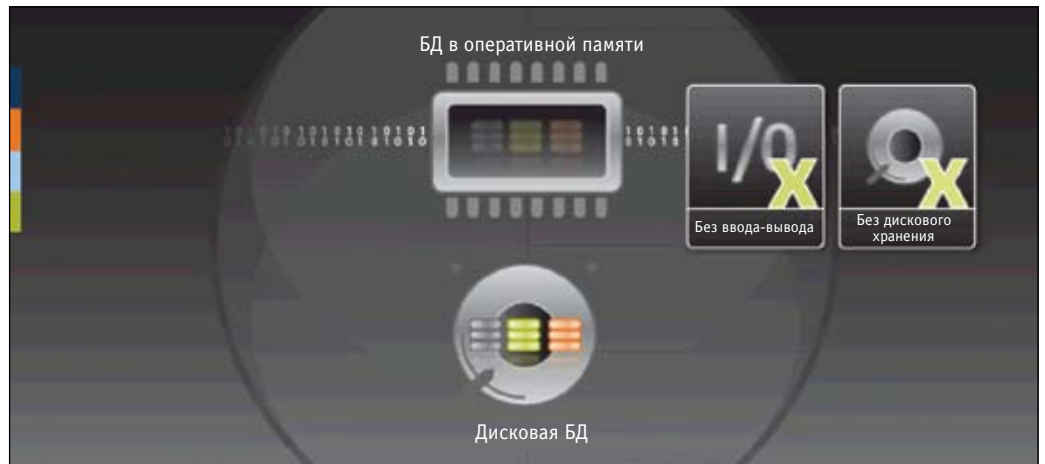 БД в оперативной памяти
I/O
X
X
Без ввода-вывода
Без дискового
хранения
Дисковая БД